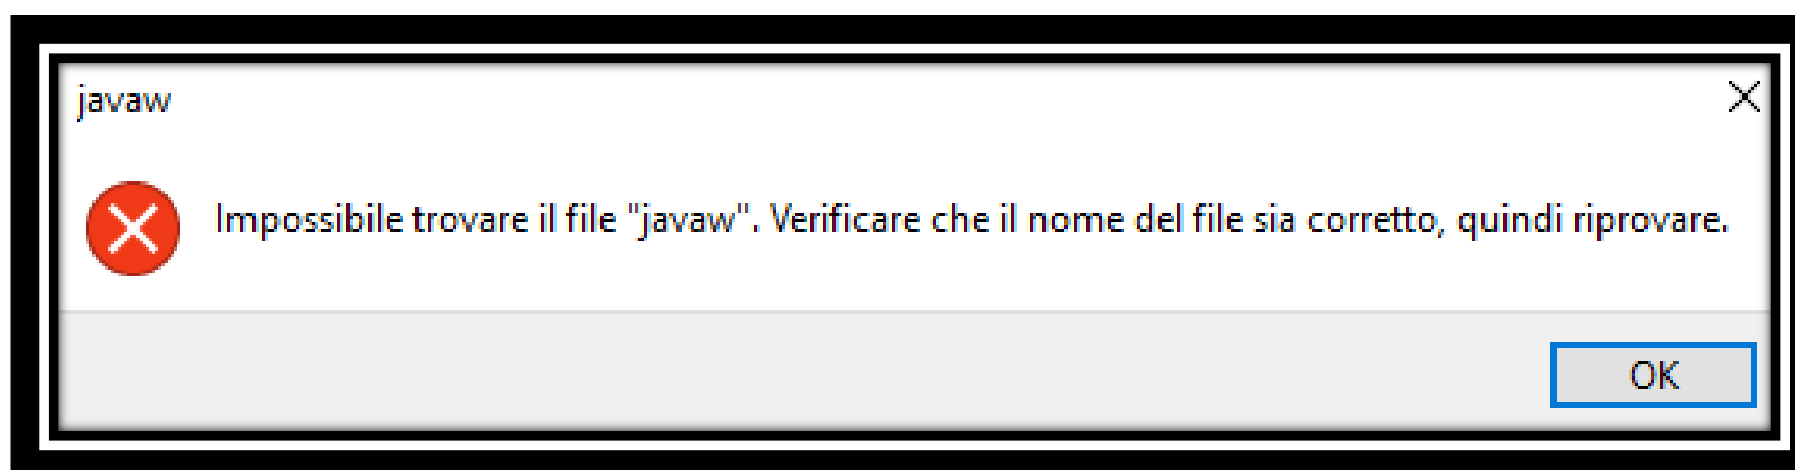 javaw
Impossibile trovare il file "javaw". Verificare che il nome del file sia corretto, quindi riprovare.
OK